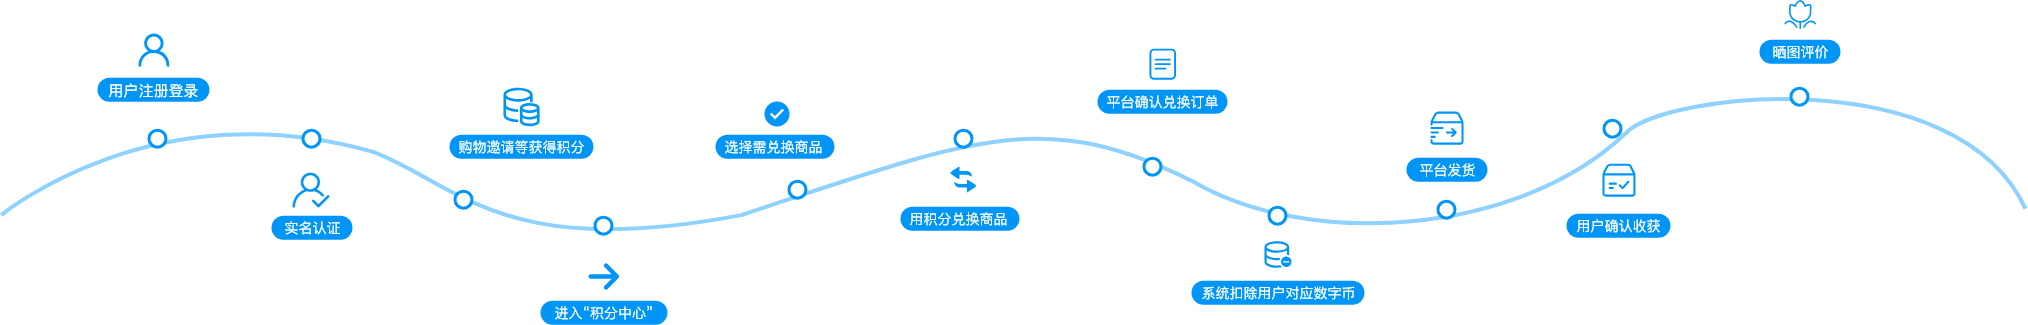 用户注册登录
实名认证
购物邀请等获得积分
进入“积分中心”
选择需兑换商品
用积分兑换商品
平台确认兑换订单
系统扣除用户对应数字币
平台发货
用户确认收获
晒图评价